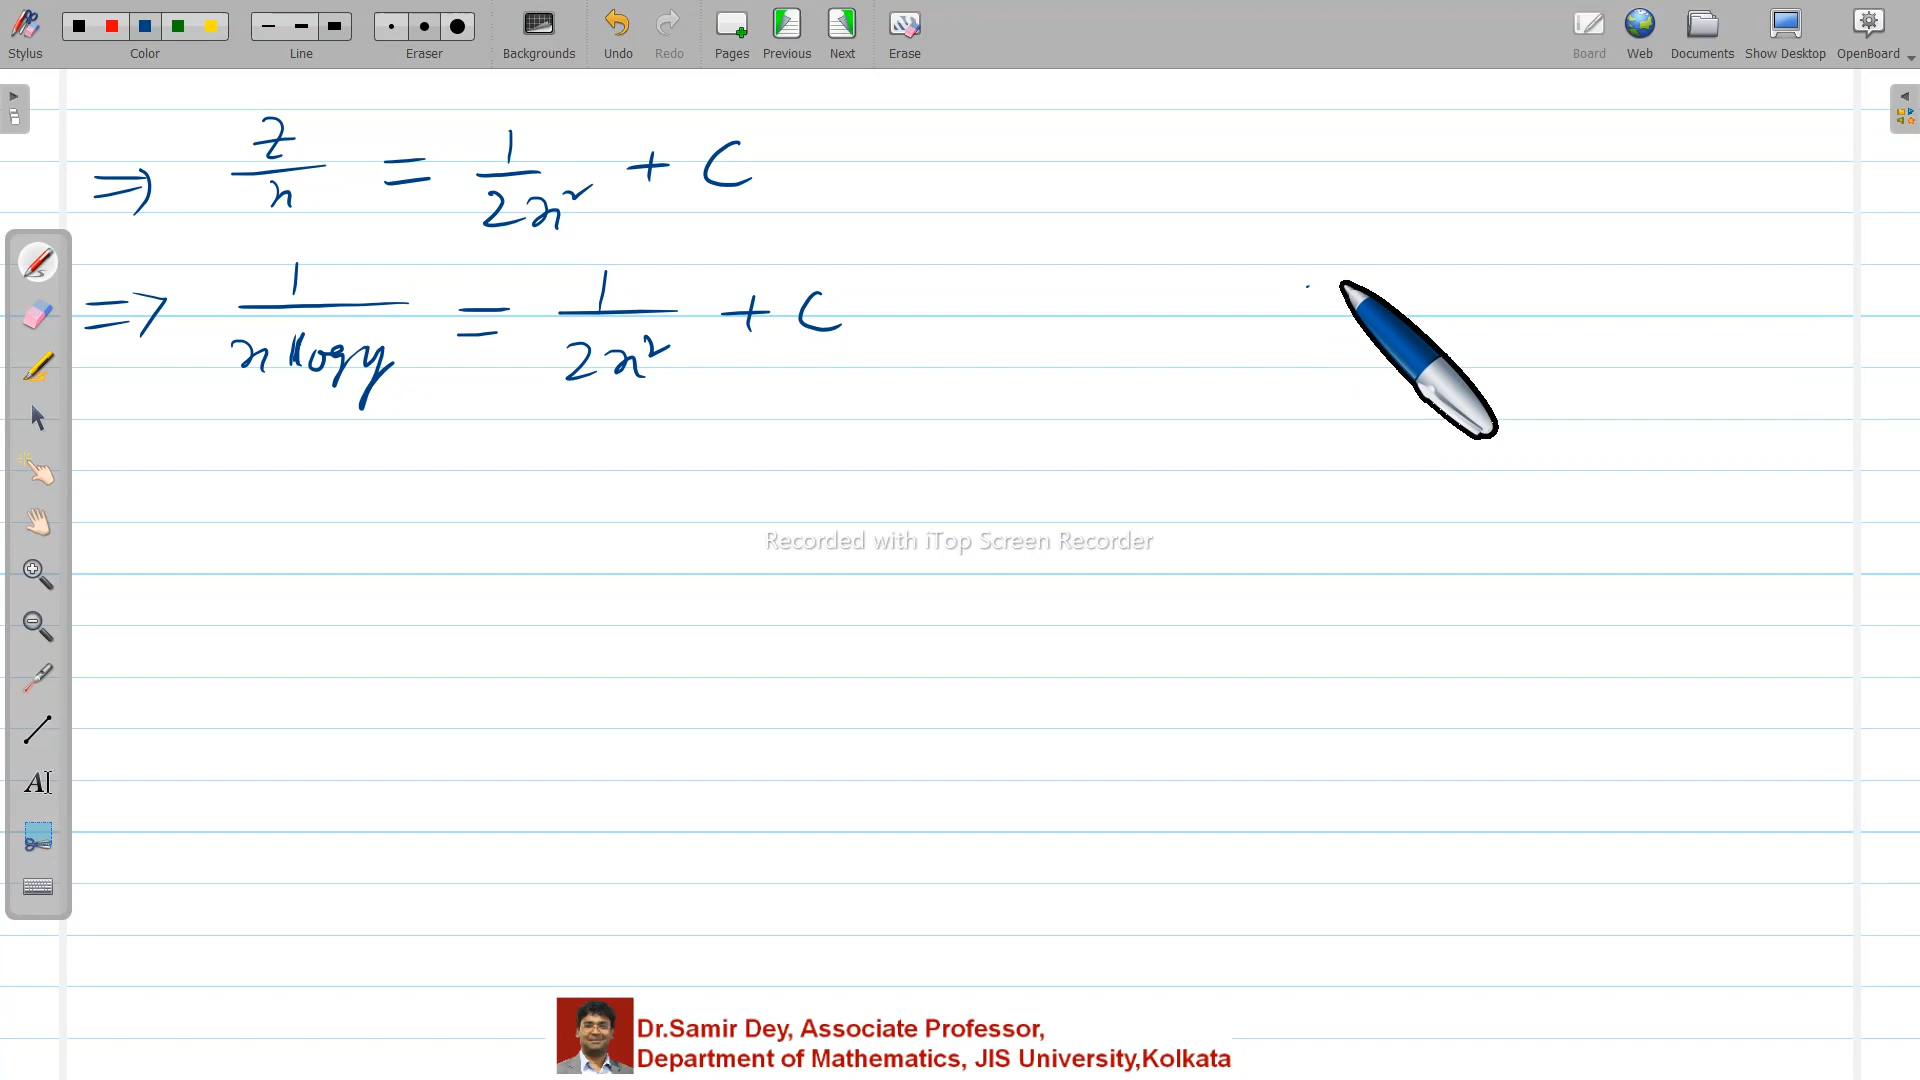 Stylus Color Line Eraser Backgrounds Undo Redo Pages Previous Next Erase Board Web Documents Show Desktop OpenBoard
⇒ z/x = 1/2x² + C
⇒ 1/x logy = 1/2x² + C
Recorded with iTop Screen Recorder
AI
Dr.Samir Dey, Associate Professor,
Department of Mathematics, JIS University,Kolkata